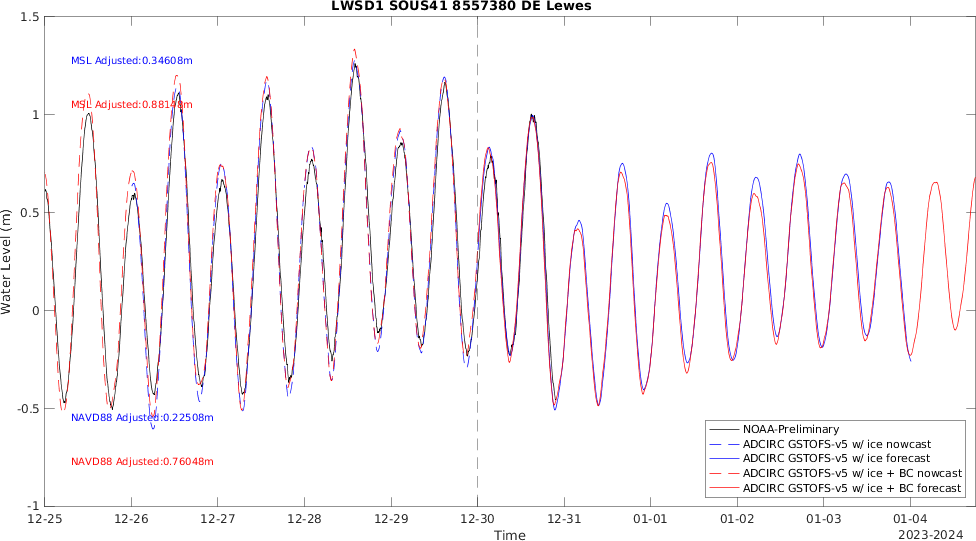 LWSD1 SOUS41 8557380 DE Lewes
1.5
1
0.5
0
-0.5
-1
Water Level (m)
MSL Adjusted:0.34608m
MSL Adjusted:0.88148m
NAVD88 Adjusted:0.22508m
NAVD88 Adjusted:0.76048m
NOAA-Preliminary
ADCIRC GSTOFS-v5 w/ ice nowcast
ADCIRC GSTOFS-v5 w/ ice forecast
ADCIRC GSTOFS-v5 w/ ice + BC nowcast
ADCIRC GSTOFS-v5 w/ ice + BC forecast
12-25 12-26 12-27 12-28 12-29 12-30 12-31 01-01 01-02 01-03 01-04
Time
2023-2024